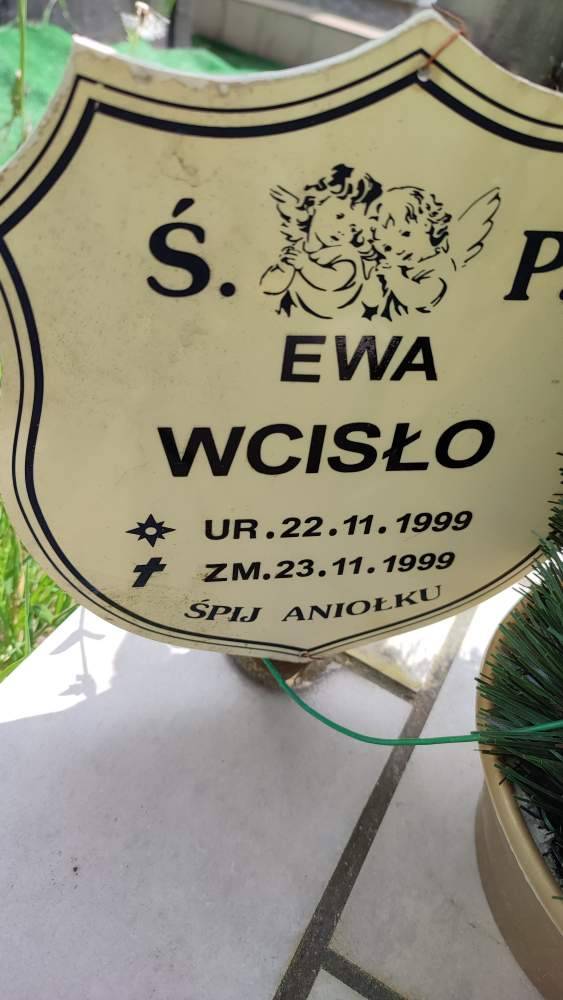 Ś. P.
EWA
WCISŁO
UR.22.11.1999
ZM.23.11.1999
ŚPIJ ANIOŁKU